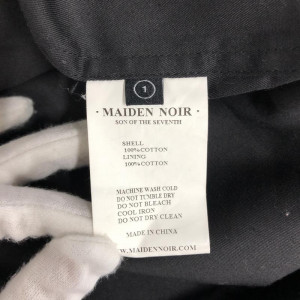 1
· MAIDEN NOIR ·
SON OF THE SEVENTH
SHELL
100%COTTON
LINING
100%COTTON
MACHINE WASH COLD
DO NOT TUMBLE DRY
DO NOT BLEACH
COOL IRON
DO NOT DRY CLEAN
MADE IN CHINA
WWW.MAIDENNOIR.COM